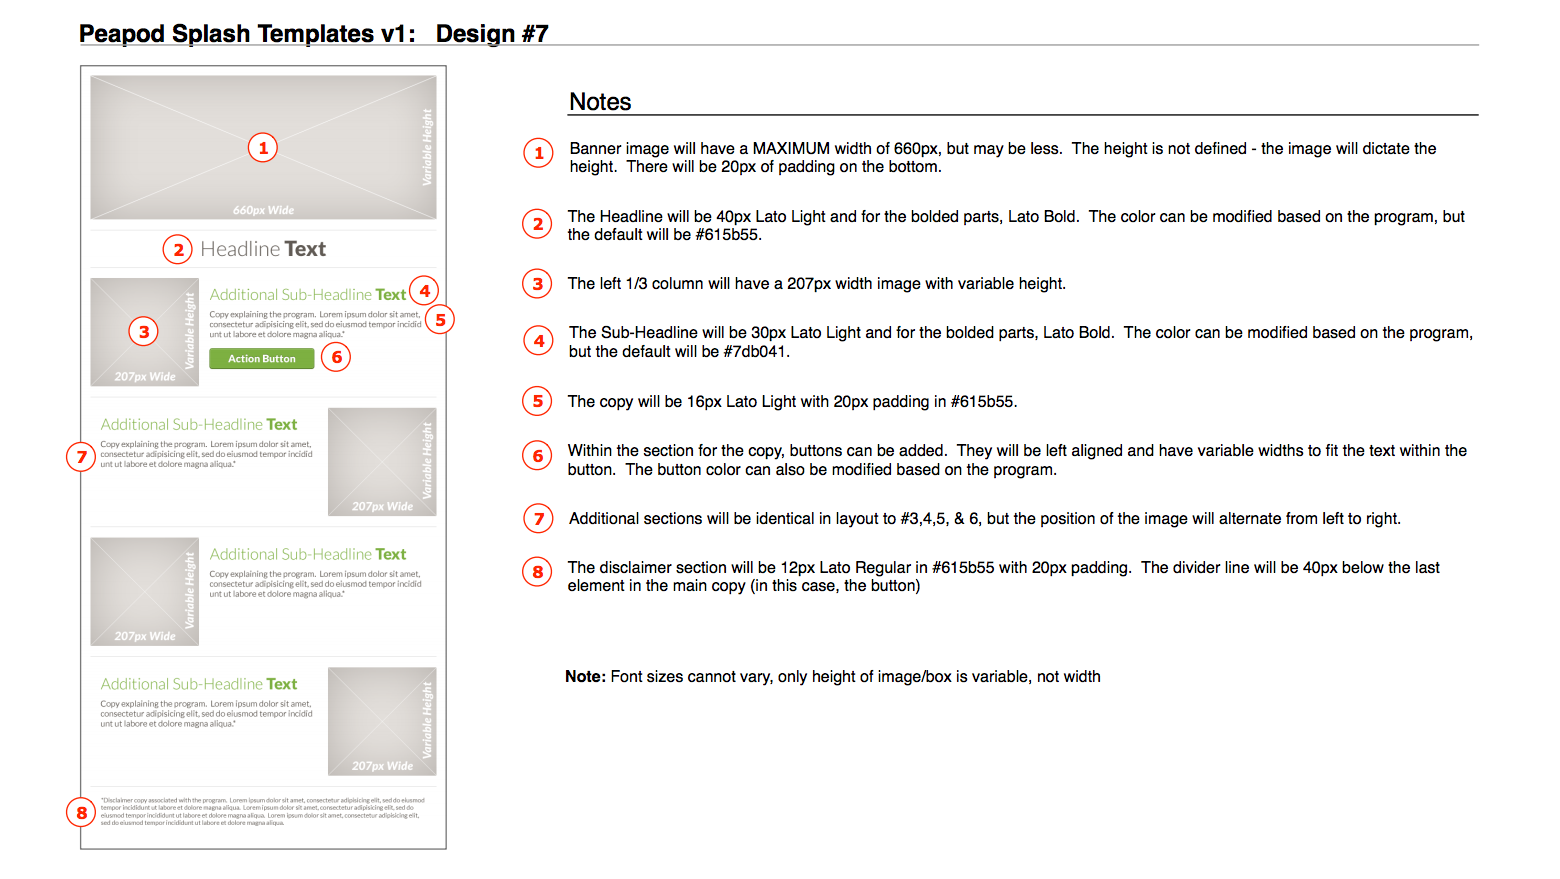 Peapod Splash Templates v1:   Design #7
1
Variable Height
660px Wide
2 Headline Text
3
Variable Height
207px Wide
Additional Sub-Headline Text 4
Copy explaining the program. Lorem ipsum dolor sit amet,
consectetur adipisicing elit, sed do eiusmod tempor incidid
unt ut labore et dolore magna aliqua.*
5
Action Button 6
7
Additional Sub-Headline Text
Copy explaining the program. Lorem ipsum dolor sit amet,
consectetur adipisicing elit, sed do eiusmod tempor incidid
unt ut labore et dolore magna aliqua.*
Variable Height
207px Wide
Variable Height
207px Wide
Additional Sub-Headline Text
Copy explaining the program. Lorem ipsum dolor sit amet,
consectetur adipisicing elit, sed do eiusmod tempor incidid
unt ut labore et dolore magna aliqua.*
Additional Sub-Headline Text
Copy explaining the program. Lorem ipsum dolor sit amet,
consectetur adipisicing elit, sed do eiusmod tempor incidid
unt ut labore et dolore magna aliqua.*
Variable Height
207px Wide
8
*Disclaimer copy associated with the program. Lorem ipsum dolor sit amet, consectetur adipisicing elit, sed do eiusmod
tempor incididunt ut labore et dolore magna aliqua. Lorem ipsum dolor sit amet, consectetur adipisicing elit, sed do
eiusmod tempor incididunt ut labore et dolore magna aliqua. Lorem ipsum dolor sit amet, consectetur adipisicing elit,
sed do eiusmod tempor incididunt ut labore et dolore magna aliqua.
Notes
1 Banner image will have a MAXIMUM width of 660px, but may be less.  The height is not defined - the image will dictate the
height.  There will be 20px of padding on the bottom.
2 The Headline will be 40px Lato Light and for the bolded parts, Lato Bold.  The color can be modified based on the program, but
the default will be #615b55.
3 The left 1/3 column will have a 207px width image with variable height.
4 The Sub-Headline will be 30px Lato Light and for the bolded parts, Lato Bold.  The color can be modified based on the program,
but the default will be #7db041.
5 The copy will be 16px Lato Light with 20px padding in #615b55.
6 Within the section for the copy, buttons can be added.  They will be left aligned and have variable widths to fit the text within the
button.  The button color can also be modified based on the program.
7 Additional sections will be identical in layout to #3,4,5, & 6, but the position of the image will alternate from left to right.
8 The disclaimer section will be 12px Lato Regular in #615b55 with 20px padding.  The divider line will be 40px below the last
element in the main copy (in this case, the button)
Note: Font sizes cannot vary, only height of image/box is variable, not width